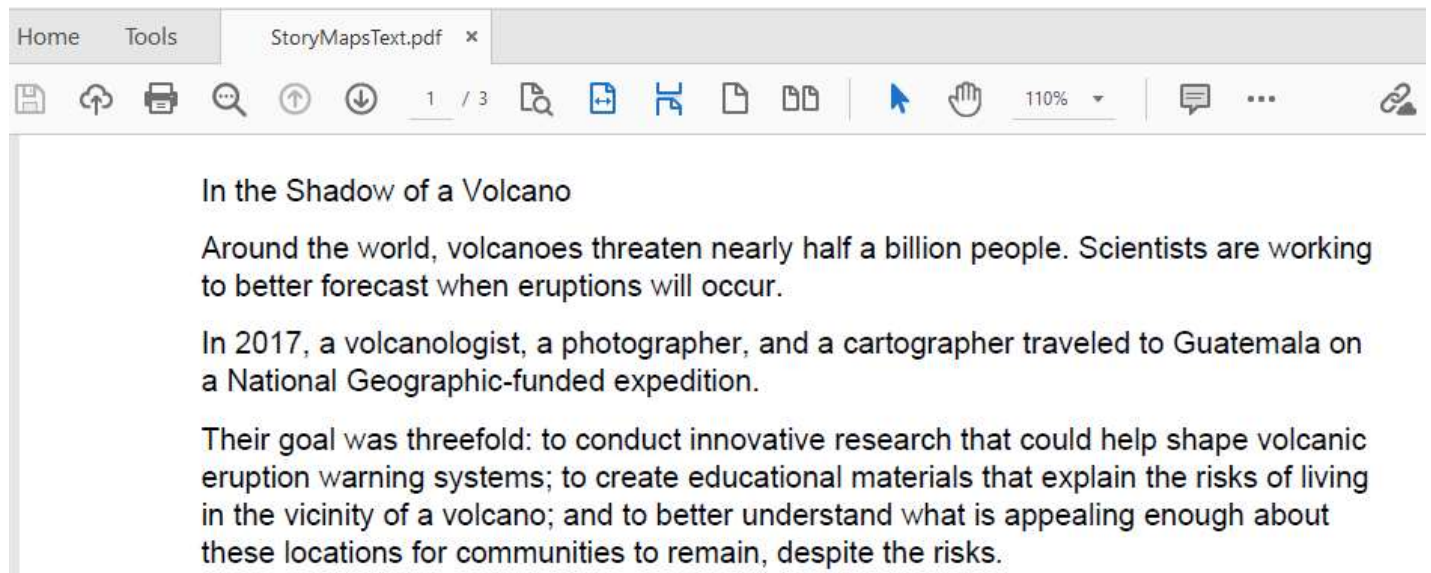 Home Tools StoryMapsText.pdf ×
1 / 3 110%
In the Shadow of a Volcano
Around the world, volcanoes threaten nearly half a billion people. Scientists are working
to better forecast when eruptions will occur.
In 2017, a volcanologist, a photographer, and a cartographer traveled to Guatemala on
a National Geographic-funded expedition.
Their goal was threefold: to conduct innovative research that could help shape volcanic
eruption warning systems; to create educational materials that explain the risks of living
in the vicinity of a volcano; and to better understand what is appealing enough about
these locations for communities to remain, despite the risks.